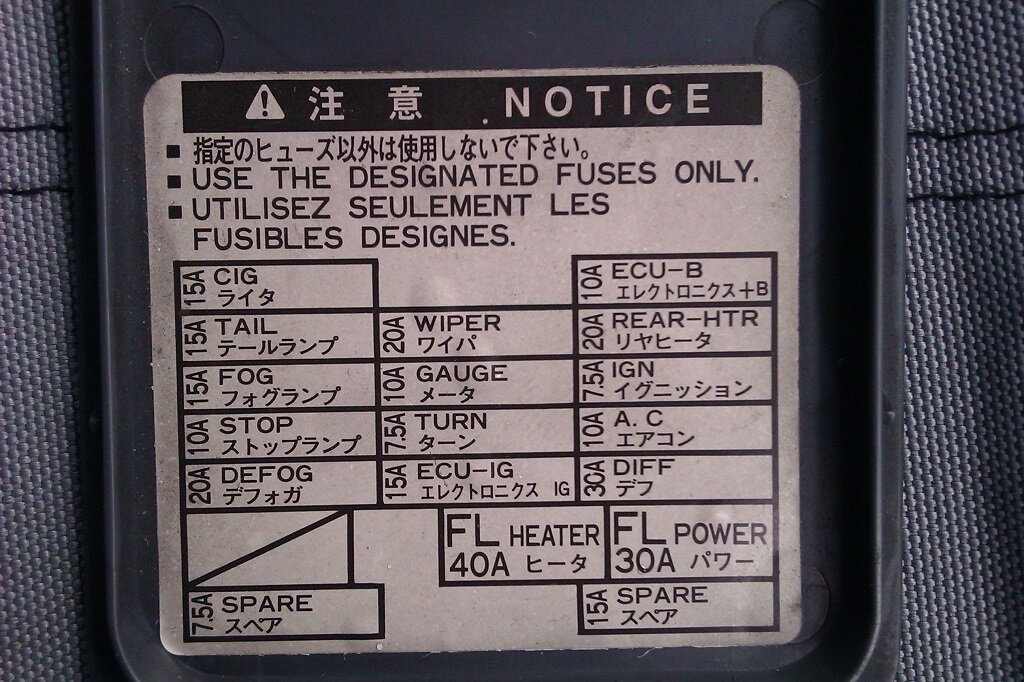 注意 NOTICE
■ 指定のヒューズ以外は使用しないで下さい。
■ USE THE DESIGNATED FUSES ONLY.
■ UTILISEZ SEULEMENT LES
FUSIBLES DESIGNES.
15A CIG
ライタ
10A ECU-B
エレクトロニクス+B
15A TAIL
テールランプ
20A WIPER
ワイパ
20A REAR-HTR
リヤヒータ
15A FOG
フォグランプ
10A GAUGE
メータ
7.5A IGN
イグニッション
10A STOP
ストップランプ
7.5A TURN
ターン
10A A.C
エアコン
20A DEFOG
デフォガ
15A ECU-IG
エレクトロニクス IG
30A DIFF
デフ
FL HEATER
40A ヒータ
FL POWER
30A パワー
7.5A SPARE
スペア
15A SPARE
スペア